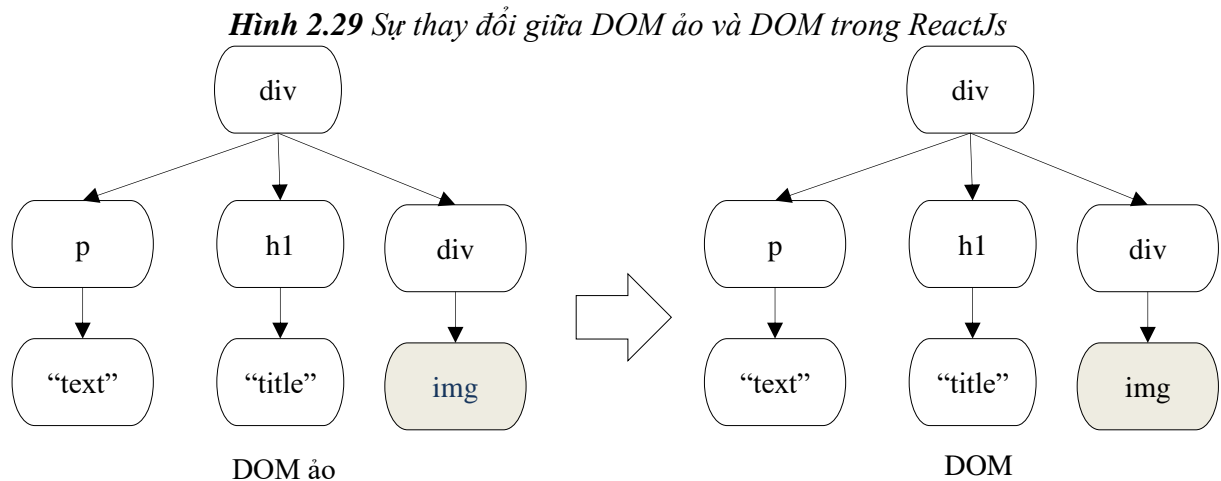 Hình 2.29 Sự thay đổi giữa DOM ảo và DOM trong ReactJs
div
div
p
h1
div
p
h1
div
“text”
“title”
img
“text”
“title”
img
DOM ảo
DOM